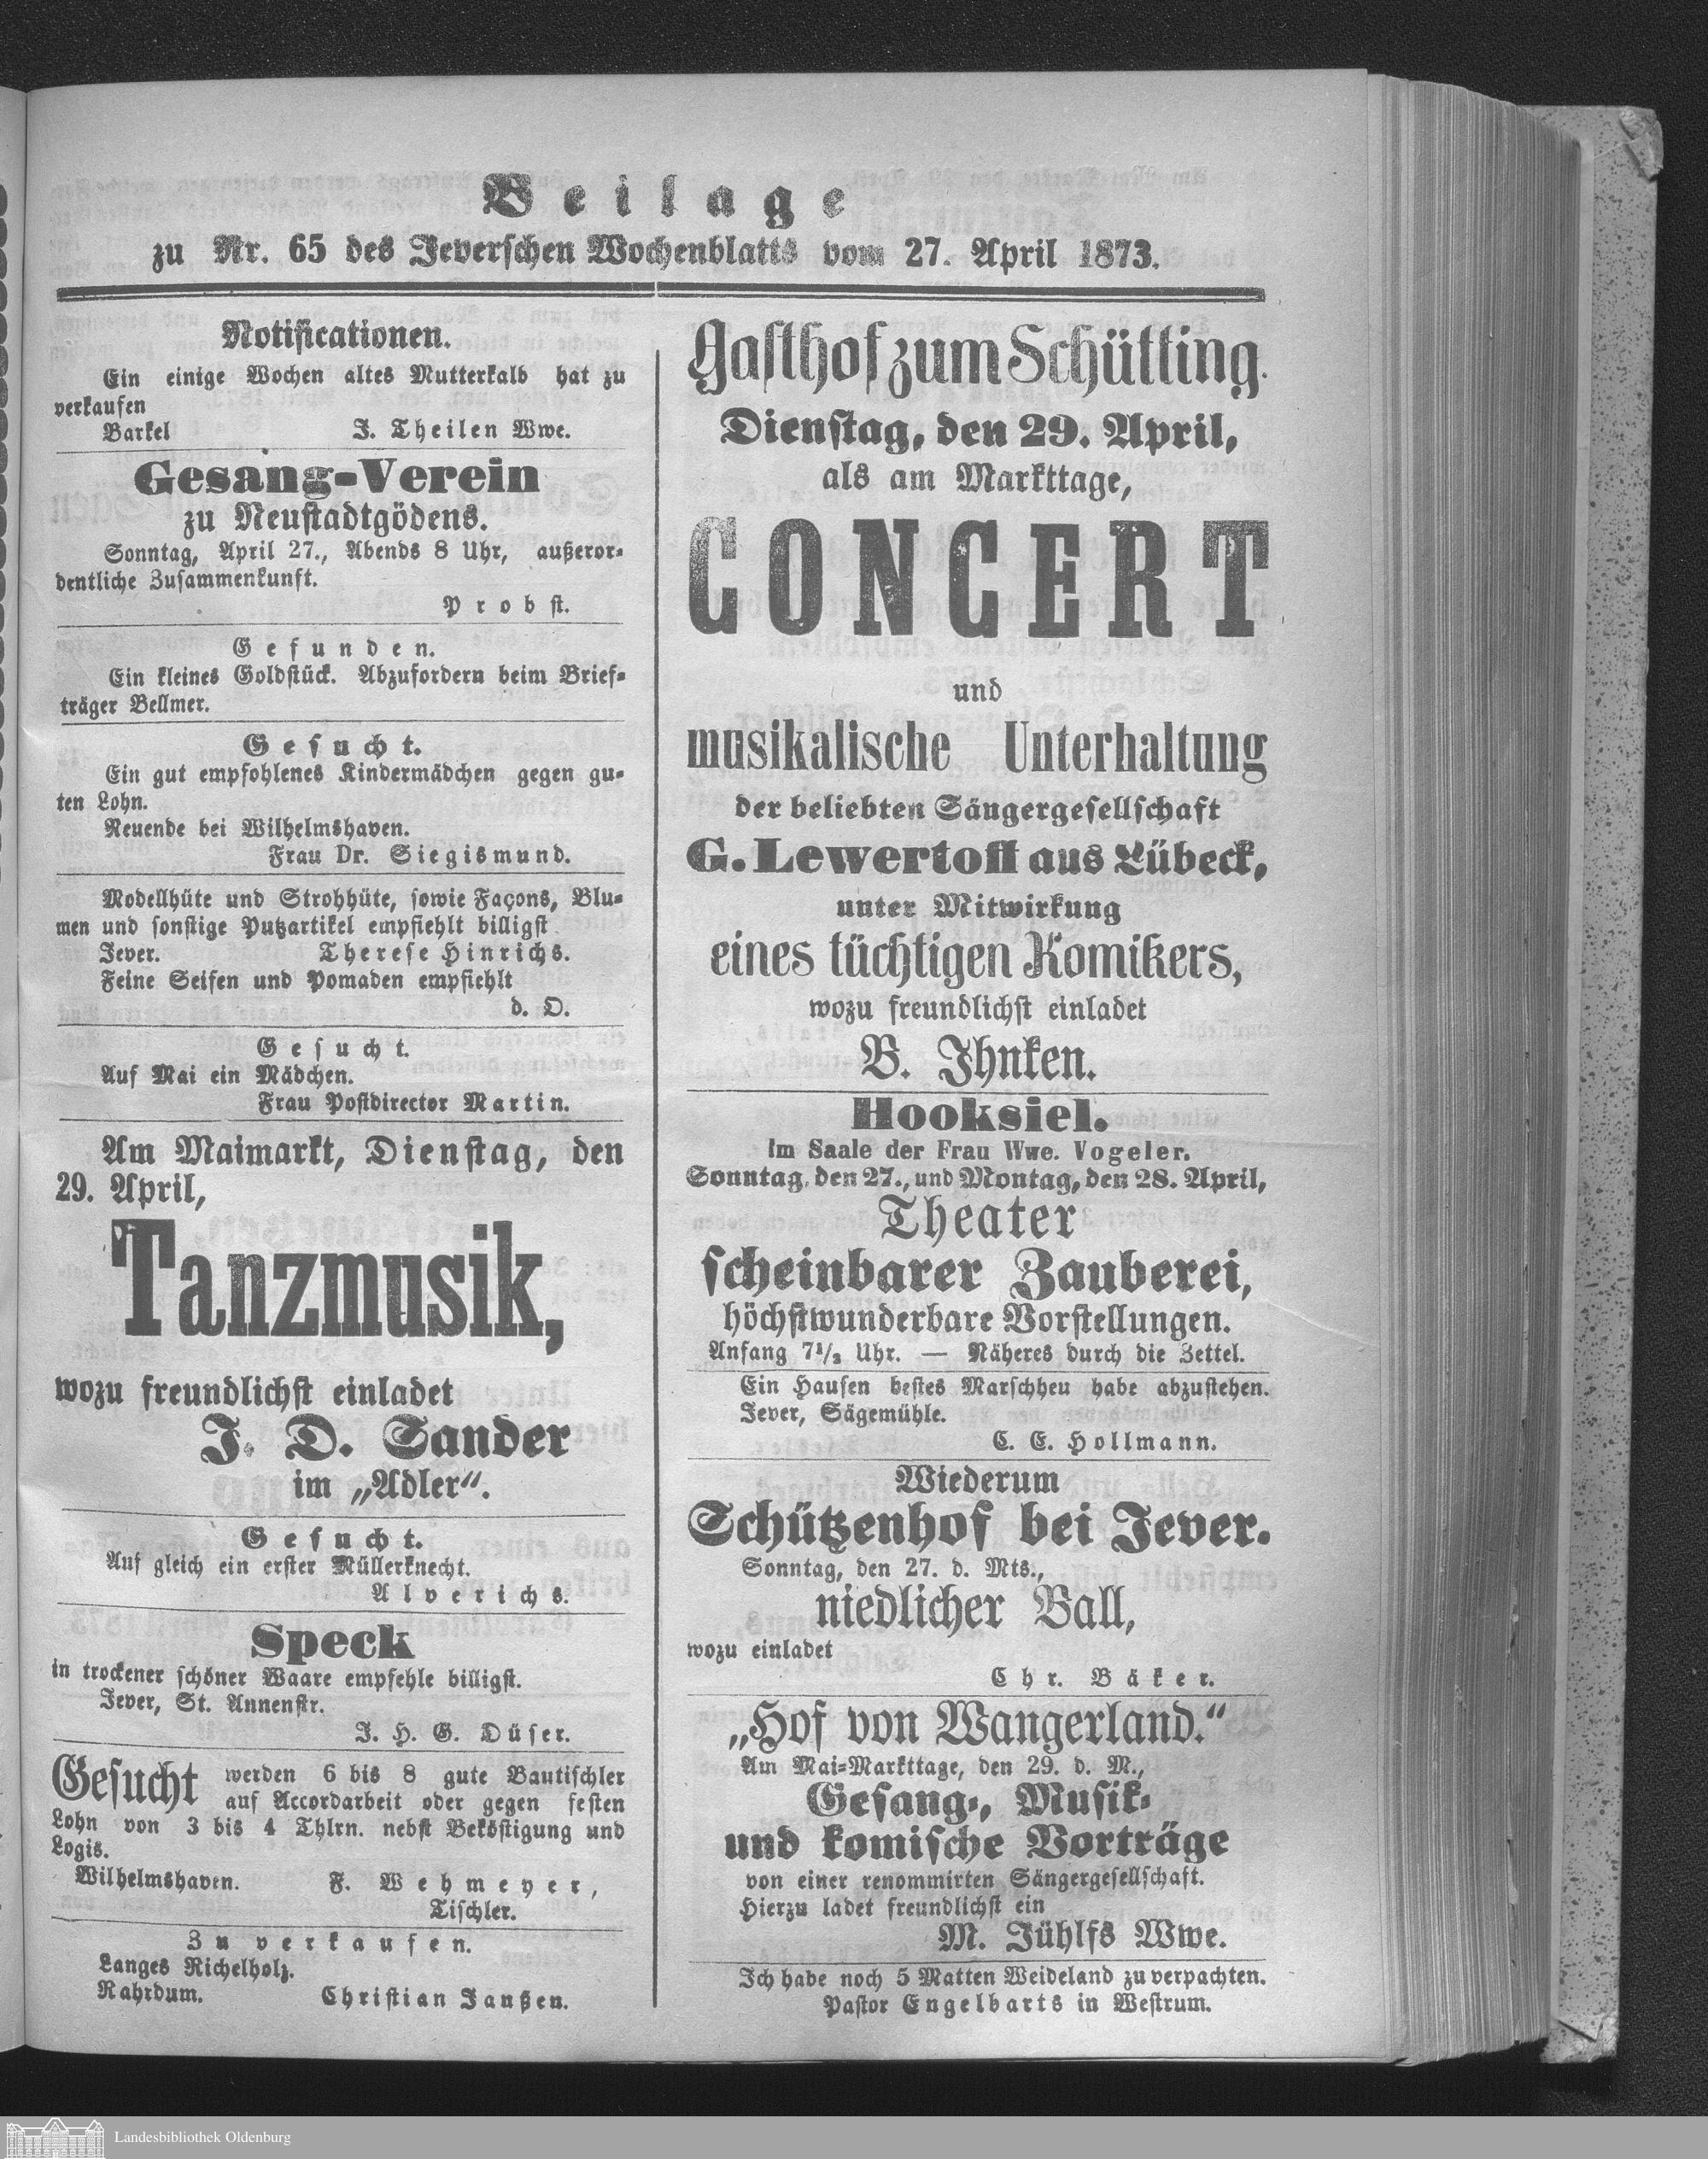 Beilage
zu Nr. 65 des Jeverschen Wochenblatts vom 27. April 1873.
Notificationen.
Ein einige Wochen altes Mutterkalb hat zu
verkaufen
Barkel J. Theilen Wwe.
Gesang-Verein
zu Neustadtgödens.
Sonntag, April 27., Abends 8 Uhr, außeror-
dentliche Zusammenkunft.
Probst.
Gefunden.
Ein kleines Goldstück. Abzufordern beim Brief-
träger Bellmer.
Gesucht.
Ein gut empfohlenes Kindermädchen gegen gu-
ten Lohn.
Neuende bei Wilhelmshaven.
Frau Dr. Siegismund.
Modellhüte und Strohhüte, sowie Façons, Blu-
men und sonstige Putzartikel empfiehlt billigst
Jever. Therese Hinrichs.
Feine Seifen und Pomaden empfiehlt
d. O.
Gesucht.
Auf Mai ein Mädchen.
Frau Postdirector Martin.
Am Maimarkt, Dienstag, den
29. April,
Tanzmusik,
wozu freundlichst einladet
J. D. Sander
im „Adler“.
Gesucht.
Auf gleich ein erster Müllerknecht.
Alverichs.
Speck
in trockener schöner Waare empfehle billigst.
Jever, St. Annenstr.
J. H. G. Düser.
Gesucht werden 6 bis 8 gute Bautischler
auf Accordarbeit oder gegen festen
Lohn von 3 bis 4 Thlrn. nebst Beköstigung und
Logis.
Wilhelmshaven. F. Wehmeyer,
Tischler.
Zu verkaufen.
Langes Richelholz.
Rahrdum. Christian Janßen.
Gasthof zum Schütting.
Dienstag, den 29. April,
als am Markttage,
CONCERT
und
musikalische Unterhaltung
der beliebten Sängergesellschaft
G. Lewertoff aus Lübeck,
unter Mitwirkung
eines tüchtigen Komikers,
wozu freundlichst einladet
B. Ihnken.
Hooksiel.
Im Saale der Frau Wwe. Vogeler.
Sonntag, den 27., und Montag, den 28. April,
Theater
scheinbarer Zauberei,
höchstwunderbare Vorstellungen.
Anfang 7½ Uhr. — Näheres durch die Zettel.
Ein Haufen bestes Marschheu habe abzustehen.
Jever, Sägemühle.
C. E. Hollmann.
Wiederum
Schützenhof bei Jever.
Sonntag, den 27. d. Mts.,
niedlicher Ball,
wozu einladet
Chr. Bäker.
„Hof von Wangerland.“
Am Mai-Markttage, den 29. d. M.,
Gesang-, Musik-
und komische Vorträge
von einer renommirten Sängergesellschaft.
Hierzu ladet freundlichst ein
M. Jühlfs Wwe.
Ich habe noch 5 Matten Weideland zu verpachten.
Pastor Engelbarts in Westrum.
Landesbibliothek Oldenburg